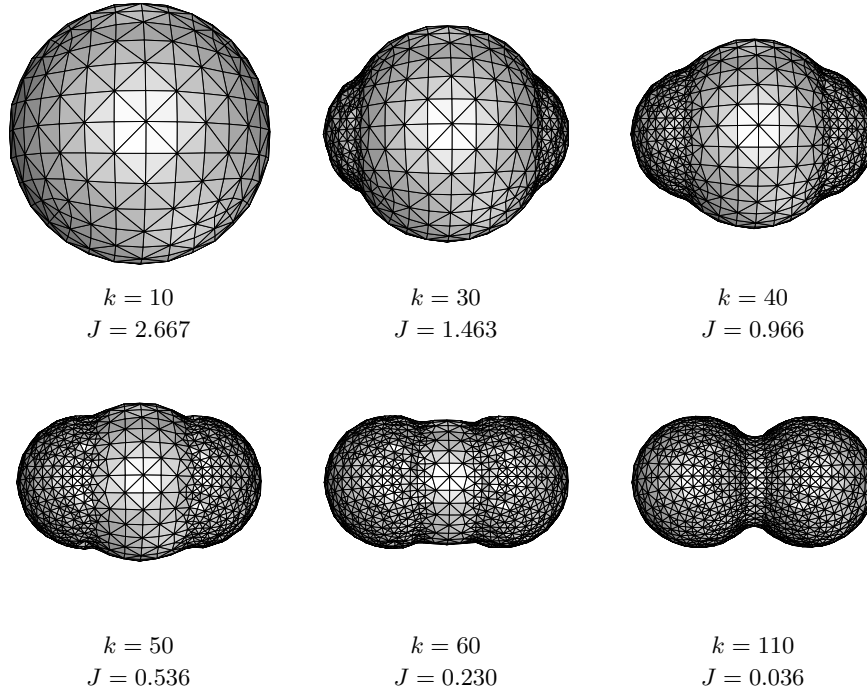 k = 10
J = 2.667
k = 30
J = 1.463
k = 40
J = 0.966
k = 50
J = 0.536
k = 60
J = 0.230
k = 110
J = 0.036